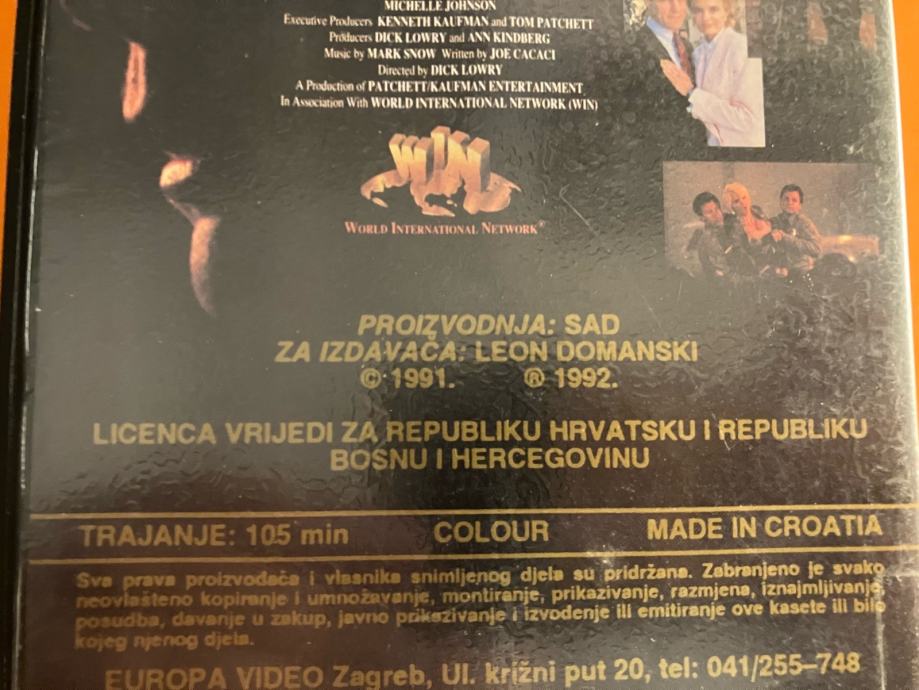 MICHELLE JOHNSON
Executive Producers KENNETH KAUFMAN and TOM PATCHETT
Producers DICK LOWRY and ANN KINDBERG
Music by MARK SNOW Written by JOE CACACI
Directed by DICK LOWRY
A Production of PATCHETT/KAUFMAN ENTERTAINMENT
In Association With WORLD INTERNATIONAL NETWORK (WIN)
WIN
WORLD INTERNATIONAL NETWORK®
PROIZVODNJA: SAD
ZA IZDAVAČA: LEON DOMANSKI
© 1991. ® 1992.
LICENCA VRIJEDI ZA REPUBLIKU HRVATSKU I REPUBLIKU
BOSNU I HERCEGOVINU
TRAJANJE: 105 min COLOUR MADE IN CROATIA
Sva prava proizvođača i vlasnika snimljenog djela su pridržana. Zabranjeno je svako
neovlašteno kopiranje i umnožavanje, montiranje, prikazivanje, razmjena, iznajmljivanje,
posudba, davanje u zakup, javno prikazivanje i izvođenje ili emitiranje ove kasete ili bilo
kojeg njenog djela.
EUROPA VIDEO Zagreb, Ul. križni put 20, tel: 041/255-748